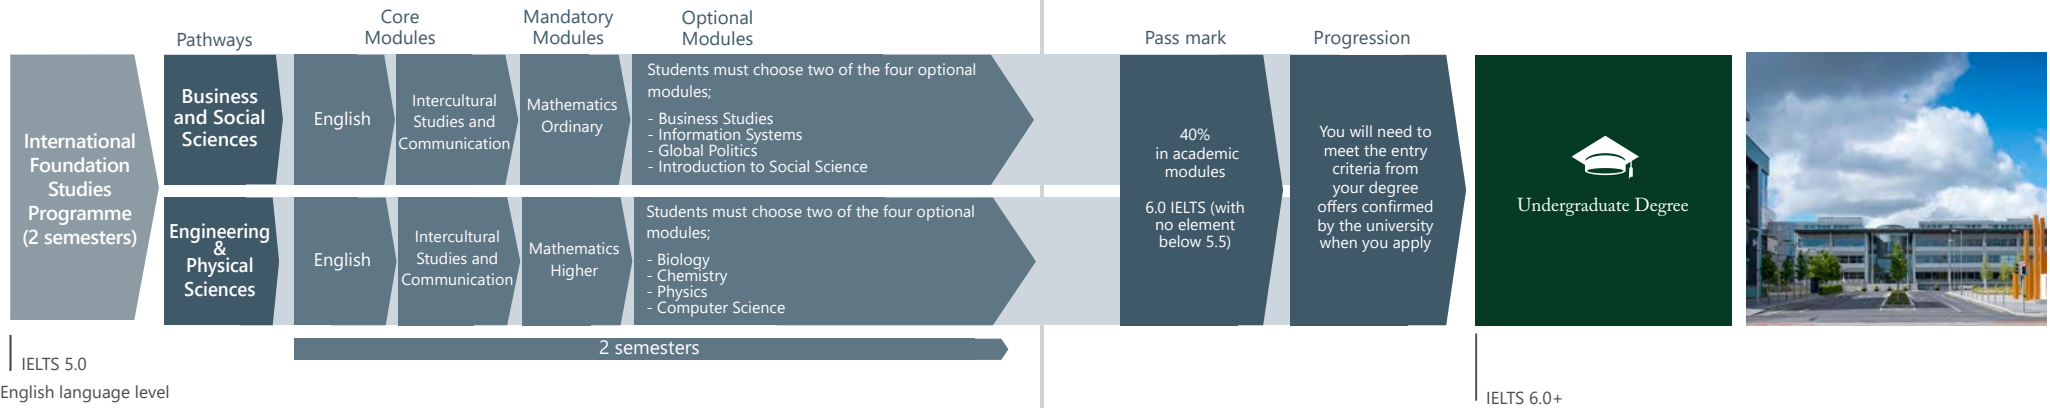 Pathways
Core
Modules
Mandatory
Modules
Optional
Modules
Pass mark
Progression
International
Foundation
Studies
Programme
(2 semesters)
Business
and Social
Sciences
English
Intercultural
Studies and
Communication
Mathematics
Ordinary
Students must choose two of the four optional
modules;
- Business Studies
- Information Systems
- Global Politics
- Introduction to Social Science
Engineering
&
Physical
Sciences
English
Intercultural
Studies and
Communication
Mathematics
Higher
Students must choose two of the four optional
modules;
- Biology
- Chemistry
- Physics
- Computer Science
40%
in academic
modules
6.0 IELTS (with
no element
below 5.5)
You will need to
meet the entry
criteria from
your degree
offers confirmed
by the university
when you apply
Undergraduate Degree
2 semesters
IELTS 5.0
English language level
IELTS 6.0+